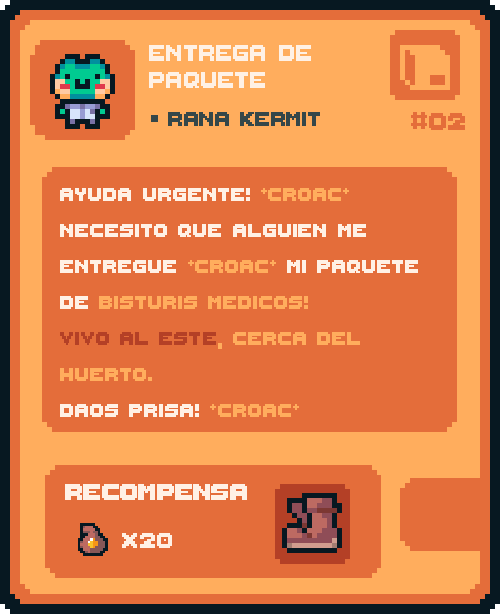 ENTREGA DE
PAQUETE
• RANA KERMIT
#02
AYUDA URGENTE! *CROAC*
NECESITO QUE ALGUIEN ME
ENTREGUE *CROAC* MI PAQUETE
DE BISTURIS MEDICOS!
VIVO AL ESTE, CERCA DEL
HUERTO.
DAOS PRISA! *CROAC*
RECOMPENSA
X20